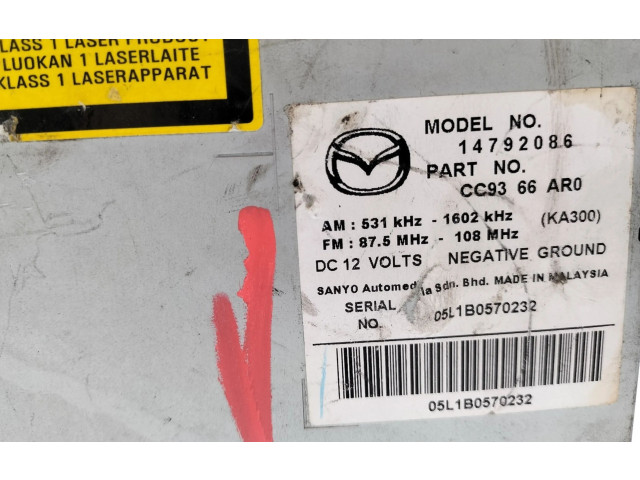 CLASS 1 LASER PRODUCT
LUOKAN 1 LASERLAITE
KLASS 1 LASERAPPARAT
MODEL NO.
14792086
PART NO.
CC93 66 AR0
AM : 531 kHz - 1602 kHz (KA300)
FM : 87.5 MHz - 108 MHz
DC 12 VOLTS NEGATIVE GROUND
SANYO Automedia Sdn. Bhd. MADE IN MALAYSIA
SERIAL NO. 05L1B0570232
05L1B0570232